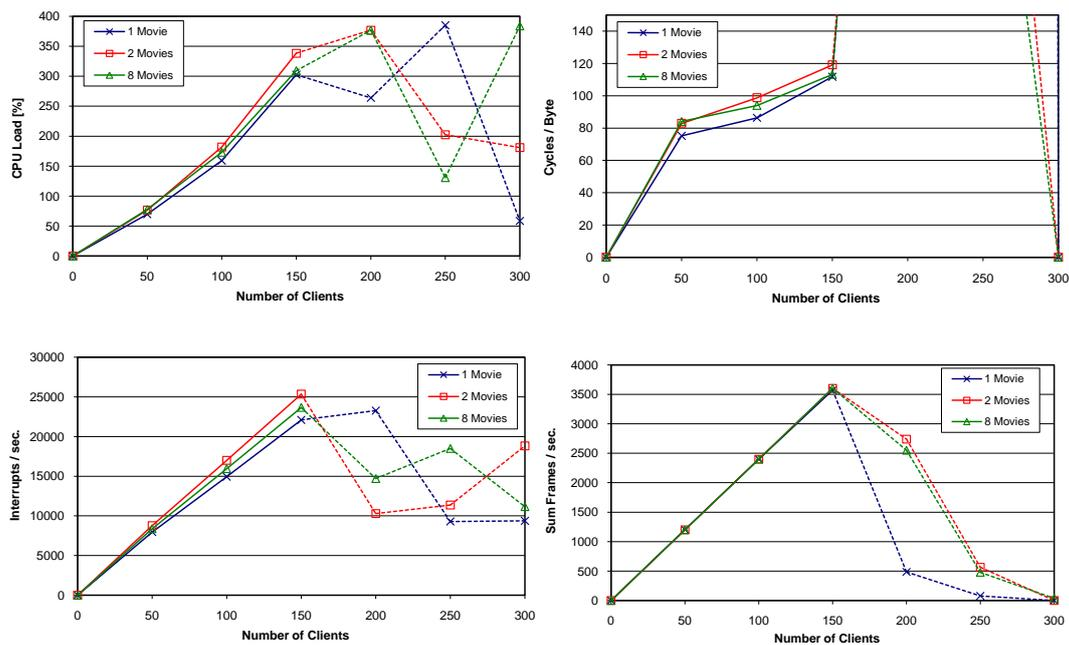 400
350
300
250
200
150
100
50
0
CPU Load [%]
1 Movie
2 Movies
8 Movies
0 50 100 150 200 250 300
Number of Clients
140
120
100
80
60
40
20
0
Cycles / Byte
1 Movie
2 Movies
8 Movies
0 50 100 150 200 250 300
Number of Clients
30000
25000
20000
15000
10000
5000
0
Interrupts / sec.
1 Movie
2 Movies
8 Movies
0 50 100 150 200 250 300
Number of Clients
4000
3500
3000
2500
2000
1500
1000
500
0
Sum Frames / sec.
1 Movie
2 Movies
8 Movies
0 50 100 150 200 250 300
Number of Clients